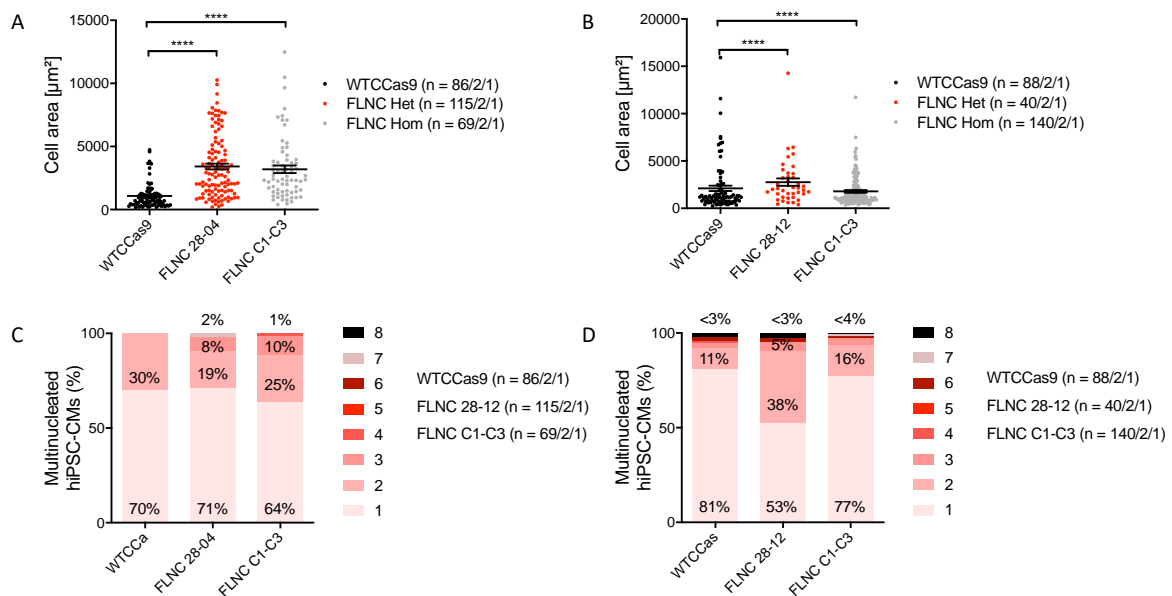 A
Cell area [µm²]
15000
10000
5000
0
****
****
WTCCas9
FLNC 28-04
FLNC C1-C3
WTCCas9 (n = 86/2/1)
FLNC Het (n = 115/2/1)
FLNC Hom (n = 69/2/1)
B
Cell area [µm²]
20000
15000
10000
5000
0
****
****
WTCCas9
FLNC 28-12
FLNC C1-C3
WTCCas9 (n = 88/2/1)
FLNC Het (n = 40/2/1)
FLNC Hom (n = 140/2/1)
C
Multinucleated
hiPSC-CMs (%)
100
50
0
2%
1%
8%
10%
30%
19%
25%
70%
71%
64%
WTCCa
FLNC 28-04
FLNC C1-C3
8
7
6
5
4
3
2
1
WTCCas9 (n = 86/2/1)
FLNC 28-12 (n = 115/2/1)
FLNC C1-C3 (n = 69/2/1)
D
Multinucleated
hiPSC-CMs (%)
100
50
0
<3%
<3%
<4%
5%
11%
38%
16%
81%
53%
77%
WTCCas
FLNC 28-12
FLNC C1-C3
8
7
6
5
4
3
2
1
WTCCas9 (n = 88/2/1)
FLNC 28-12 (n = 40/2/1)
FLNC C1-C3 (n = 140/2/1)